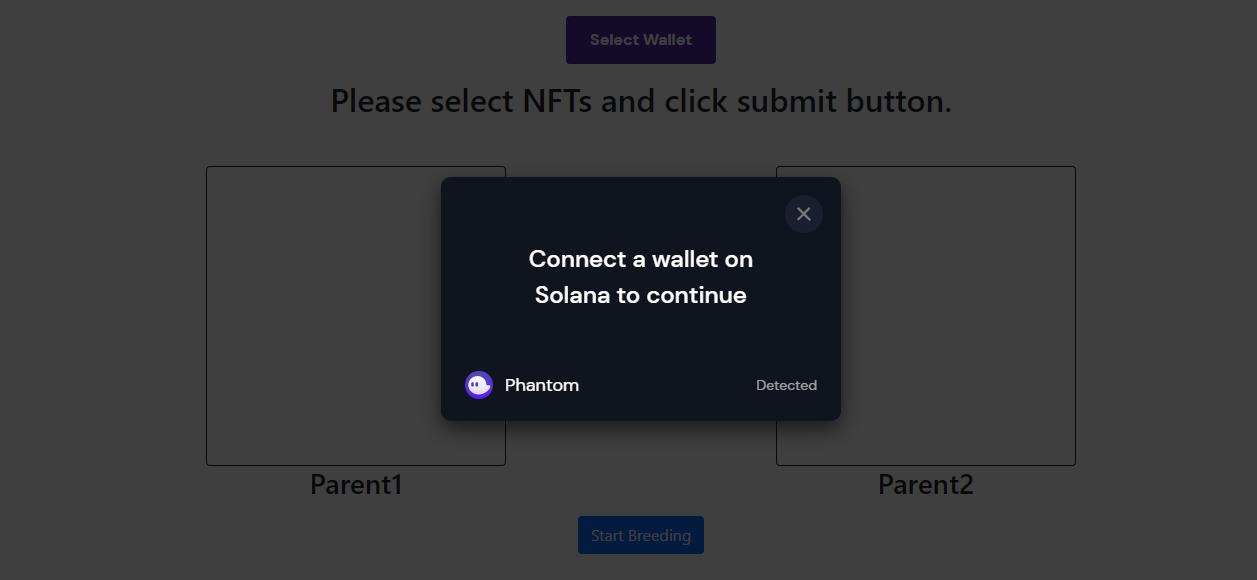 Select Wallet
Please select NFTs and click submit button.
Connect a wallet on
Solana to continue
Phantom Detected
Parent1 Parent2
Start Breeding